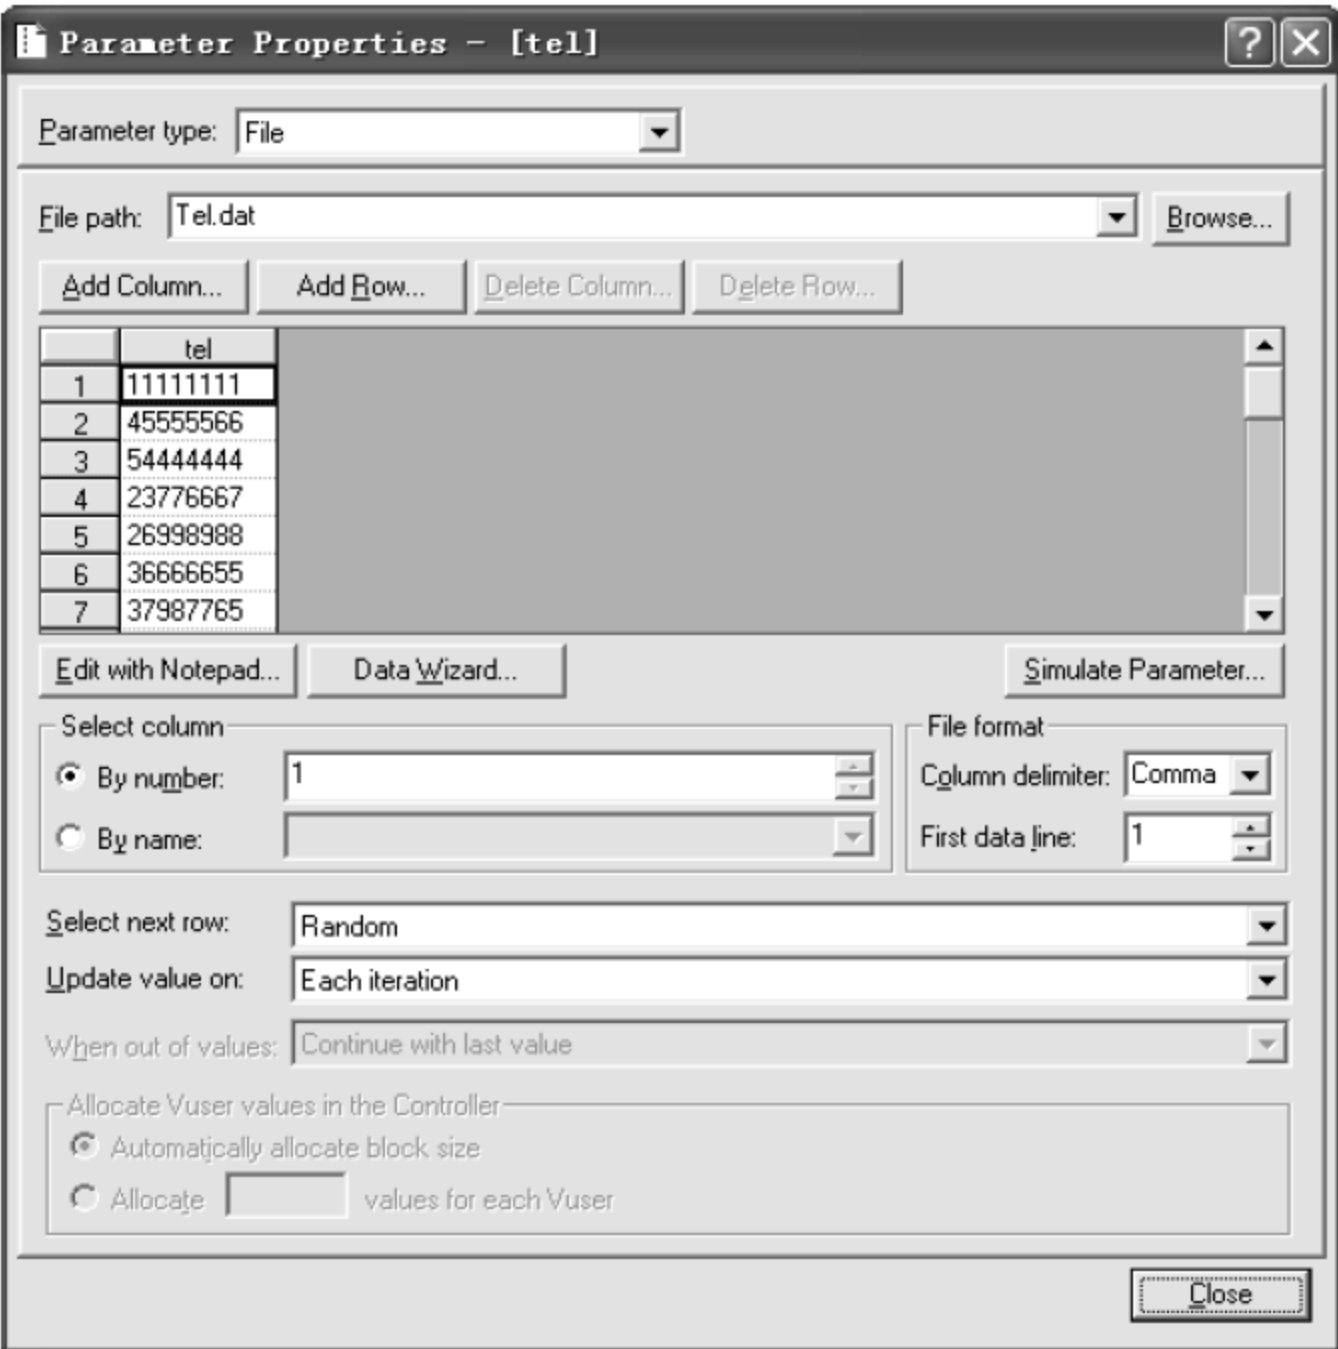 Parameter Properties - [tel]
Parameter type: File
File path: Tel.dat Browse...
Add Column... Add Row... Delete Column... Delete Row...
tel
1 11111111
2 45555566
3 54444444
4 23776667
5 26998988
6 36666655
7 37987765
Edit with Notepad... Data Wizard... Simulate Parameter...
Select column File format
By number: 1 Column delimiter: Comma
By name: First data line: 1
Select next row: Random
Update value on: Each iteration
When out of values: Continue with last value
Allocate Vuser values in the Controller
Automatically allocate block size
Allocate values for each Vuser
Close